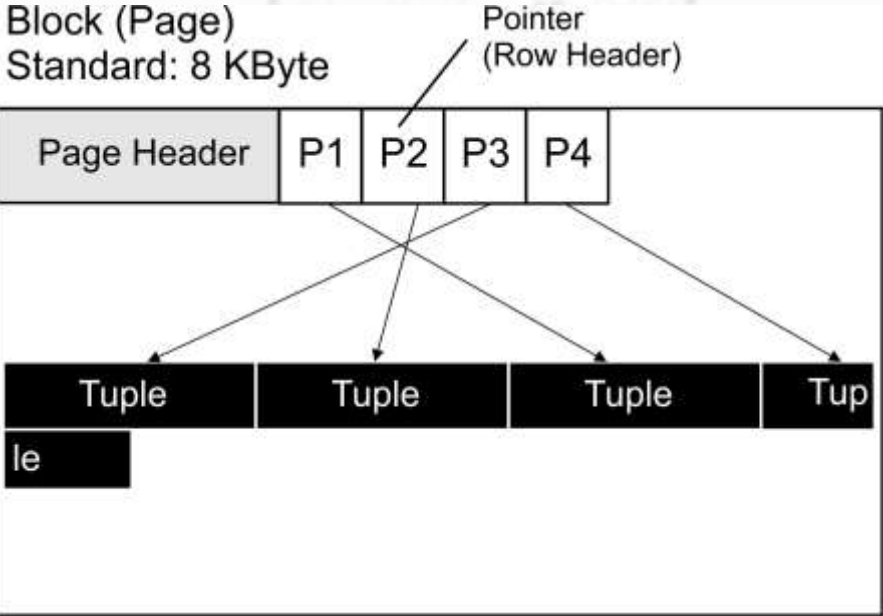 Block (Page)
Standard: 8 KByte
Pointer
(Row Header)
Page Header
P1
P2
P3
P4
Tuple
Tuple
Tuple
Tup
le